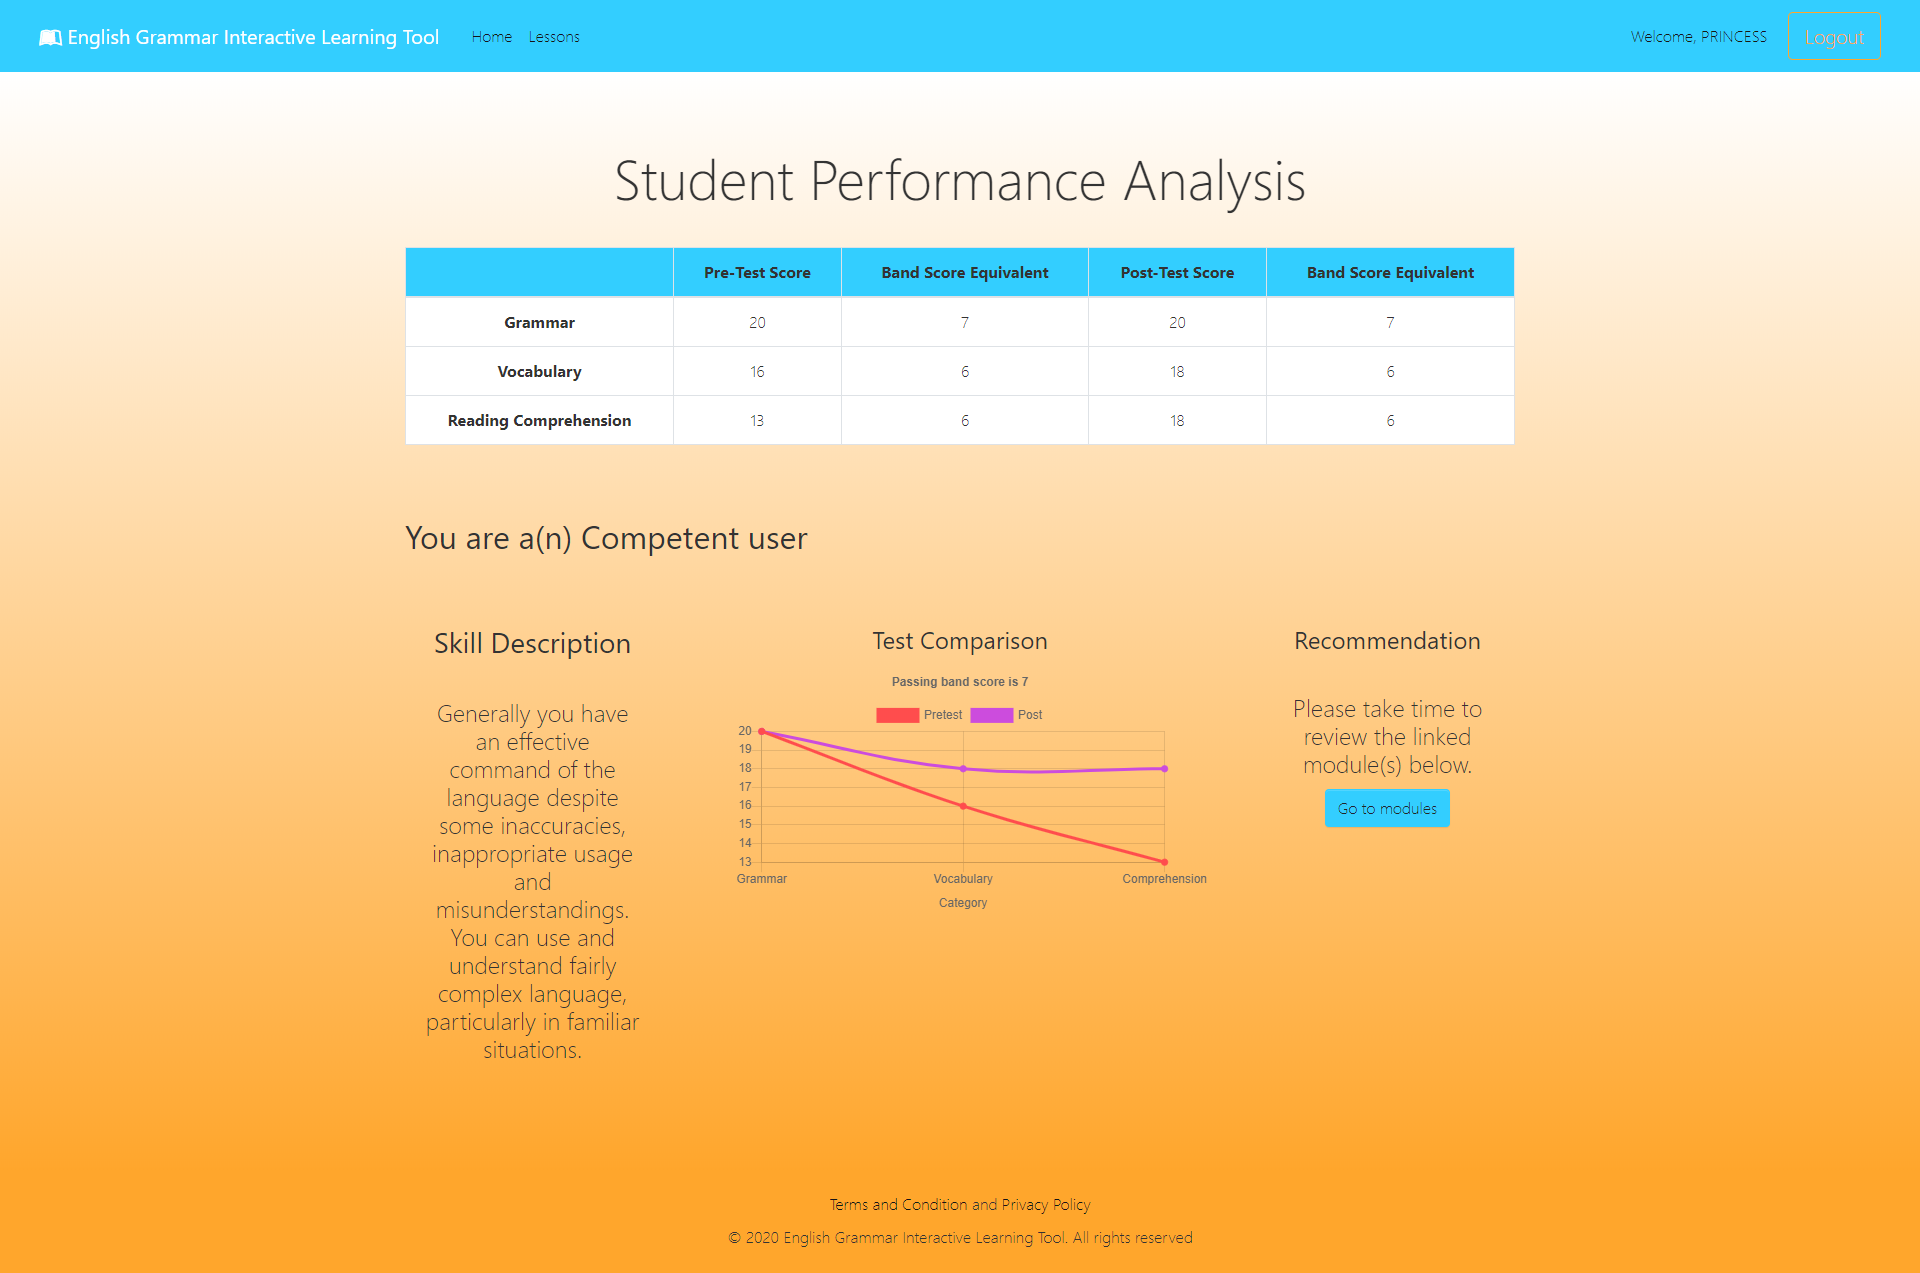 English Grammar Interactive Learning Tool Home Lessons Welcome, PRINCESS Logout
Student Performance Analysis
Pre-Test Score Band Score Equivalent Post-Test Score Band Score Equivalent
Grammar 20 7 20 7
Vocabulary 16 6 18 6
Reading Comprehension 13 6 18 6
You are a(n) Competent user
Skill Description
Generally you have
an effective
command of the
language despite
some inaccuracies,
inappropriate usage
and
misunderstandings.
You can use and
understand fairly
complex language,
particularly in familiar
situations.
Test Comparison
Passing band score is 7
Pretest Post
20
19
18
17
16
15
14
13
Grammar Vocabulary Comprehension
Category
Recommendation
Please take time to
review the linked
module(s) below.
Go to modules
Terms and Condition and Privacy Policy
© 2020 English Grammar Interactive Learning Tool. All rights reserved